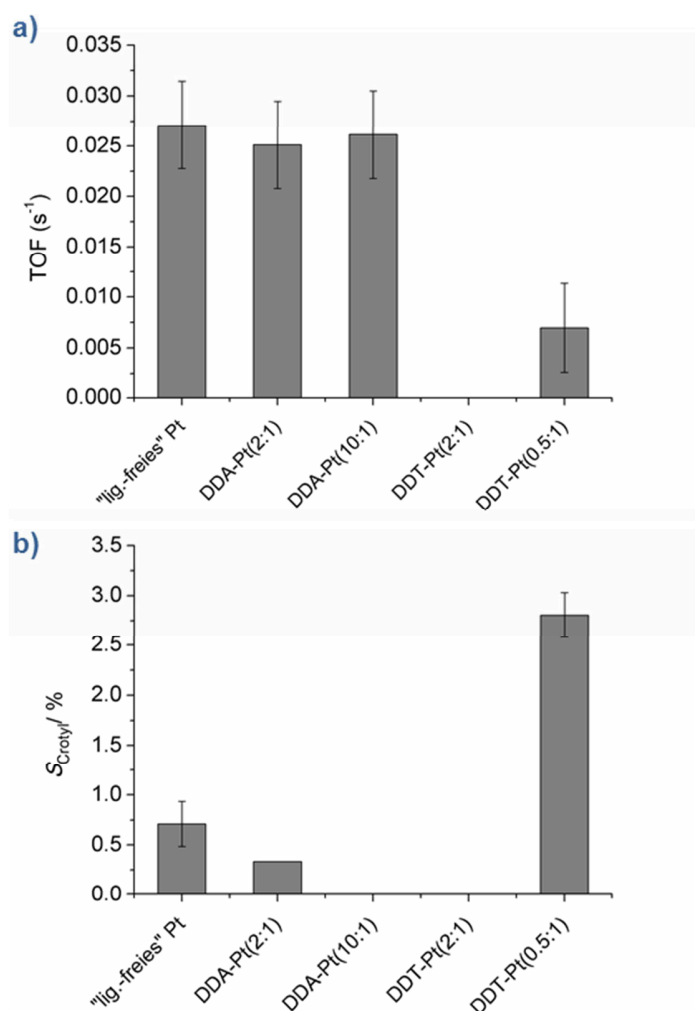 a)
0.035
0.030
0.025
0.020
0.015
0.010
0.005
0.000
TOF (s-1)
"lig.-freies" Pt
DDA-Pt(2:1)
DDA-Pt(10:1)
DDT-Pt(2:1)
DDT-Pt(0.5:1)
b)
3.5
3.0
2.5
2.0
1.5
1.0
0.5
0.0
SCrotyl/ %
"lig.-freies" Pt
DDA-Pt(2:1)
DDA-Pt(10:1)
DDT-Pt(2:1)
DDT-Pt(0.5:1)